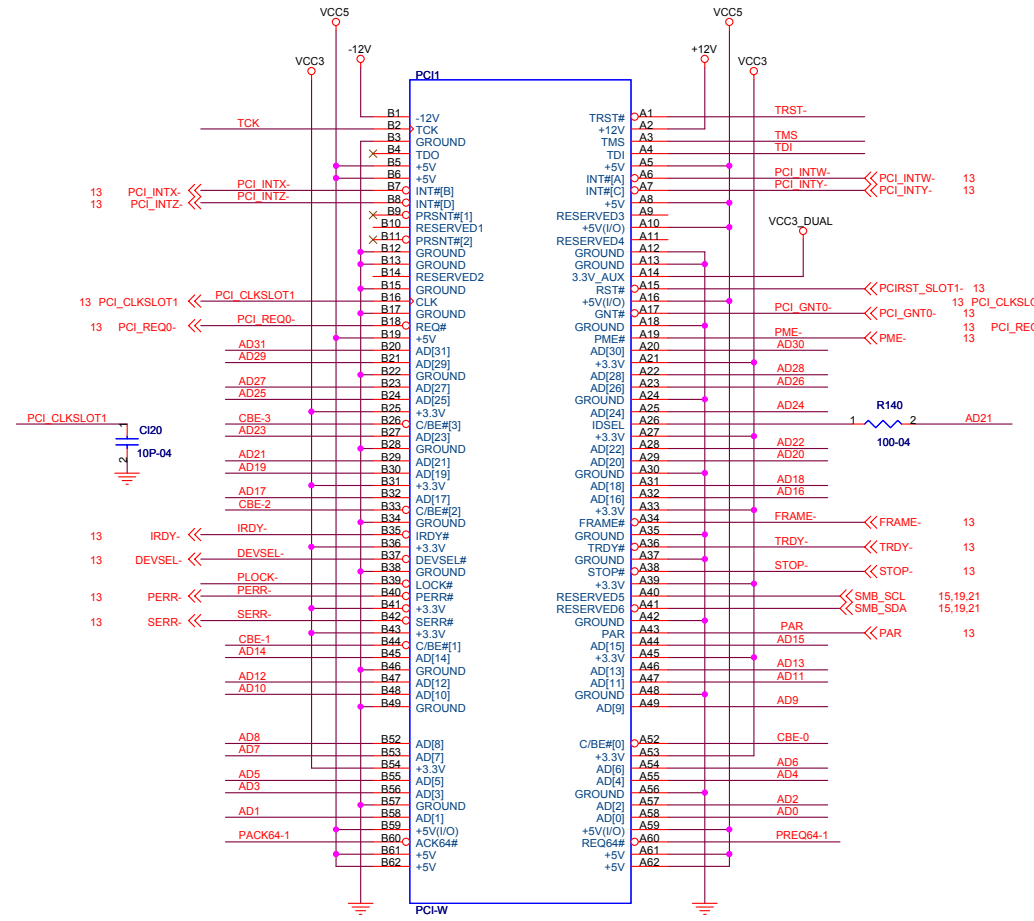 VCC5 VCC5
-12V +12V
VCC3 VCC3
PCI1
B1 -12V TRST# A1 TRST-
TCK B2 TCK +12V A2
B3 GROUND TMS A3 TMS
B4 TDO TDI A4 TDI
B5 +5V +5V A5
B6 +5V INT#[A] A6 PCI_INTW- PCI_INTW- 13
13 PCI_INTX- PCI_INTX- B7 INT#[B] INT#[C] A7 PCI_INTY- PCI_INTY- 13
13 PCI_INTZ- PCI_INTZ- B8 INT#[D] +5V A8
B9 PRSNT#[1] RESERVED3 A9
B10 RESERVED1 +5V(I/O) A10
B11 PRSNT#[2] RESERVED4 A11
VCC3_DUAL
B12 GROUND GROUND A12
B13 GROUND GROUND A13
B14 RESERVED2 3.3V_AUX A14
B15 GROUND RST# A15 PCIRST_SLOT1- 13
13 PCI_CLKSLOT1 PCI_CLKSLOT1 B16 CLK +5V(I/O) A16 13 PCI_CLKSLO
B17 GROUND GNT# A17 PCI_GNT0- PCI_GNT0- 13
13 PCI_REQ0- PCI_REQ0- B18 REQ# GROUND A18 13 PCI_REQ
B19 +5V PME# A19 PME- PME- 13
AD31 B20 AD[31] AD[30] A20 AD30
AD29 B21 AD[29] +3.3V A21
B22 GROUND AD[28] A22 AD28
AD27 B23 AD[27] AD[26] A23 AD26
AD25 B24 AD[25] GROUND A24
B25 +3.3V AD[24] A25 AD24
CBE-3 B26 C/BE#[3] IDSEL A26
AD23 B27 AD[23] +3.3V A27
PCI_CLKSLOT1 1 CI20 2 10P-04
R140 1 2 AD21 100-04
B28 GROUND AD[22] A28 AD22
AD21 B29 AD[21] AD[20] A29 AD20
AD19 B30 AD[19] GROUND A30
B31 +3.3V AD[18] A31 AD18
AD17 B32 AD[17] AD[16] A32 AD16
CBE-2 B33 C/BE#[2] +3.3V A33
B34 GROUND FRAME# A34 FRAME- FRAME- 13
13 IRDY- IRDY- B35 IRDY# GROUND A35
B36 +3.3V TRDY# A36 TRDY- TRDY- 13
13 DEVSEL- DEVSEL- B37 DEVSEL# GROUND A37
B38 GROUND STOP# A38 STOP- STOP- 13
PLOCK- B39 LOCK# +3.3V A39
13 PERR- PERR- B40 PERR# RESERVED5 A40 SMB_SCL 15,19,21
B41 +3.3V RESERVED6 A41 SMB_SDA 15,19,21
13 SERR- SERR- B42 SERR# GROUND A42
B43 +3.3V PAR A43 PAR PAR 13
CBE-1 B44 C/BE#[1] AD[15] A44 AD15
AD14 B45 AD[14] +3.3V A45
B46 GROUND AD[13] A46 AD13
AD12 B47 AD[12] AD[11] A47 AD11
AD10 B48 AD[10] GROUND A48
B49 GROUND AD[9] A49 AD9
AD8 B52 AD[8] C/BE#[0] A52 CBE-0
AD7 B53 AD[7] +3.3V A53
B54 +3.3V AD[6] A54 AD6
AD5 B55 AD[5] AD[4] A55 AD4
AD3 B56 AD[3] GROUND A56
B57 GROUND AD[2] A57 AD2
AD1 B58 AD[1] AD[0] A58 AD0
B59 +5V(I/O) +5V(I/O) A59
PACK64-1 B60 ACK64# REQ64# A60 PREQ64-1
B61 +5V +5V A61
B62 +5V +5V A62
PCI-W